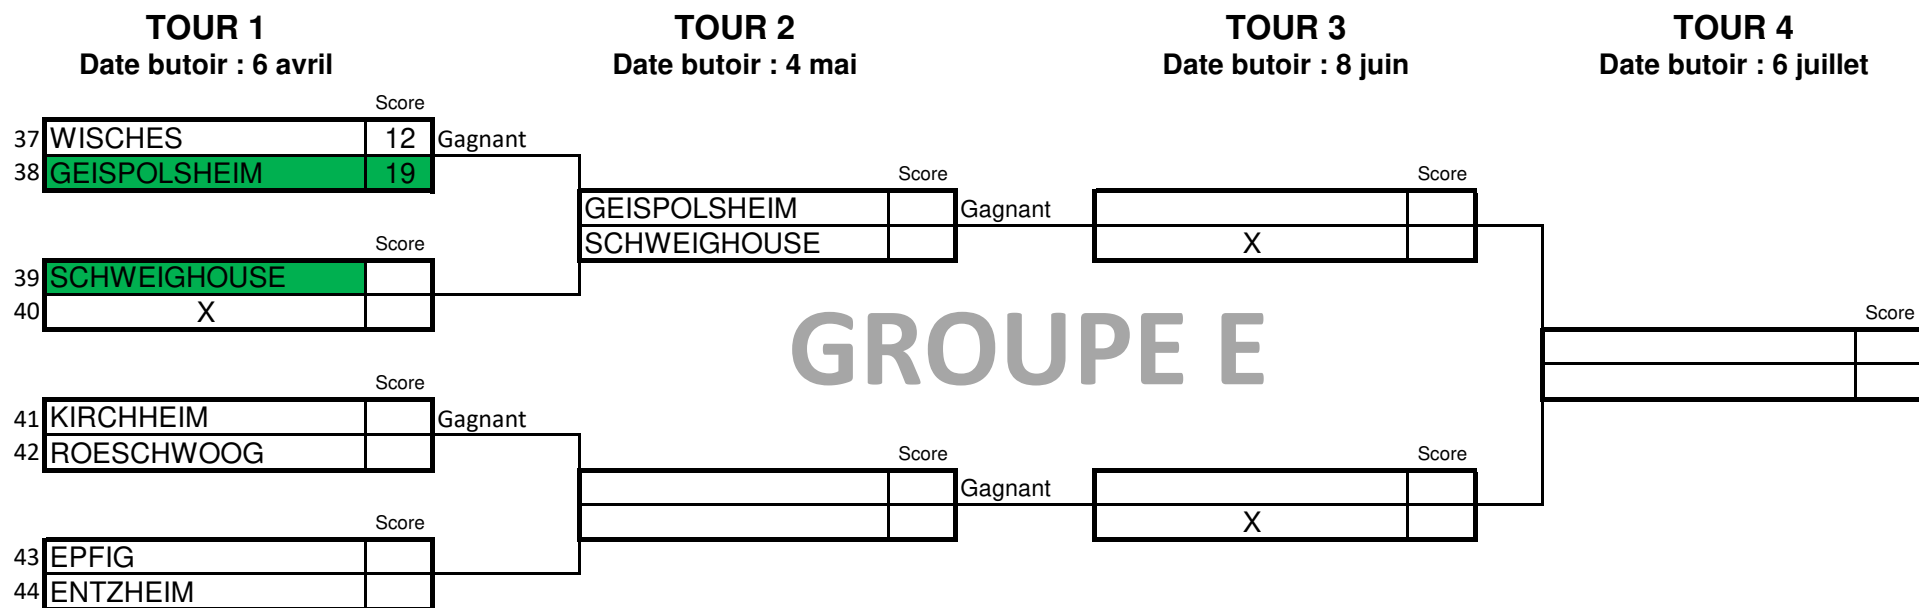 TOUR 1 TOUR 2 TOUR 3 TOUR 4
Date butoir : 6 avril Date butoir : 4 mai Date butoir : 8 juin Date butoir : 6 juillet
Score
37 WISCHES 12 Gagnant
38 GEISPOLSHEIM 19 Score Score
GEISPOLSHEIM Gagnant
Score SCHWEIGHOUSE X
39 SCHWEIGHOUSE
40 X Score
GROUPE E
Score
41 KIRCHHEIM Gagnant
42 ROESCHWOOG Score Score
Gagnant
Score X
43 EPFIG
44 ENTZHEIM